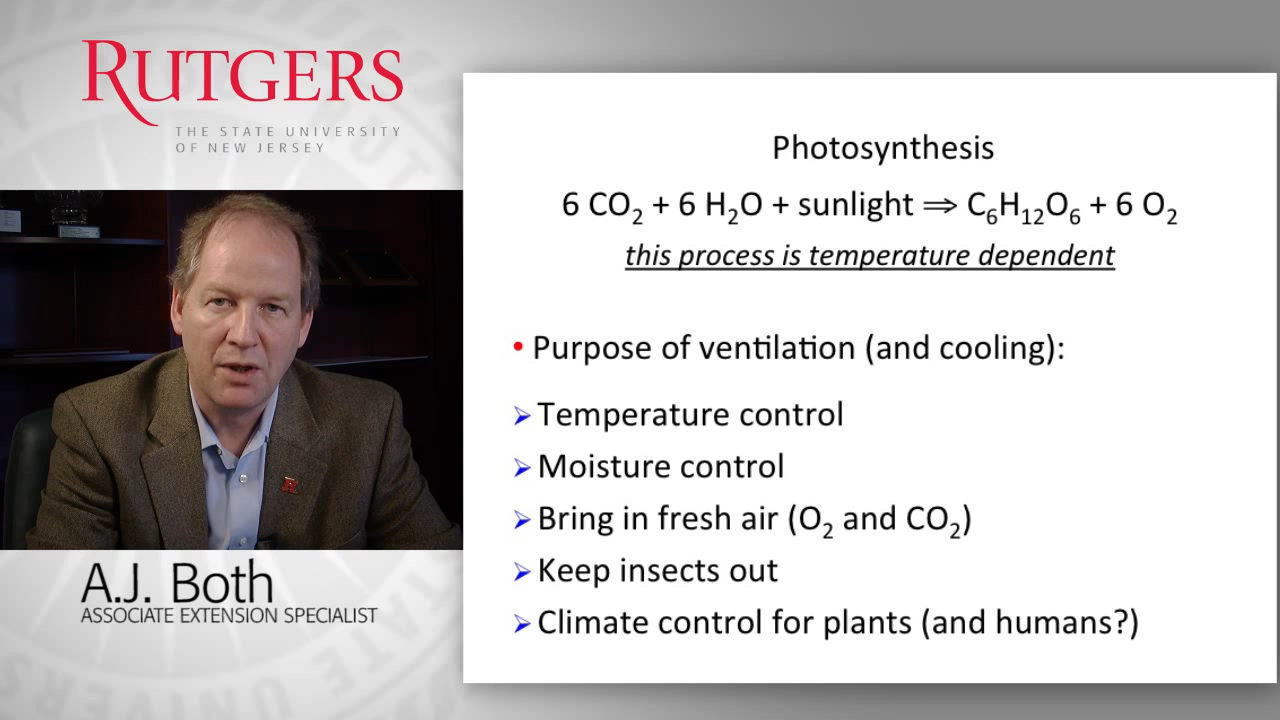 RUTGERS
THE STATE UNIVERSITY
OF NEW JERSEY
A.J. Both
ASSOCIATE EXTENSION SPECIALIST
Photosynthesis
6 CO₂ + 6 H₂O + sunlight ⇒ C₆H₁₂O₆ + 6 O₂
this process is temperature dependent
• Purpose of ventilation (and cooling):
➢ Temperature control
➢ Moisture control
➢ Bring in fresh air (O₂ and CO₂)
➢ Keep insects out
➢ Climate control for plants (and humans?)